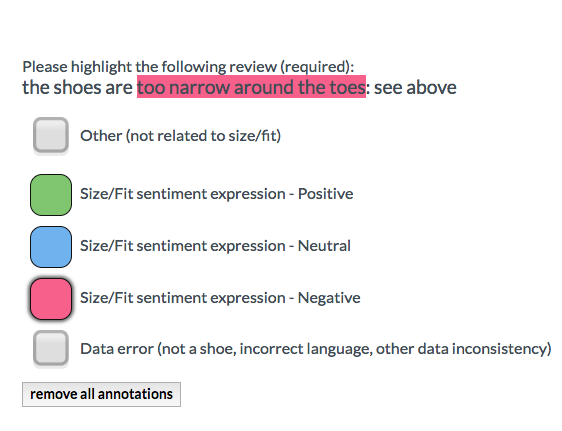 Please highlight the following review (required):
the shoes are too narrow around the toes: see above
Other (not related to size/fit)
Size/Fit sentiment expression - Positive
Size/Fit sentiment expression - Neutral
Size/Fit sentiment expression - Negative
Data error (not a shoe, incorrect language, other data inconsistency)
remove all annotations